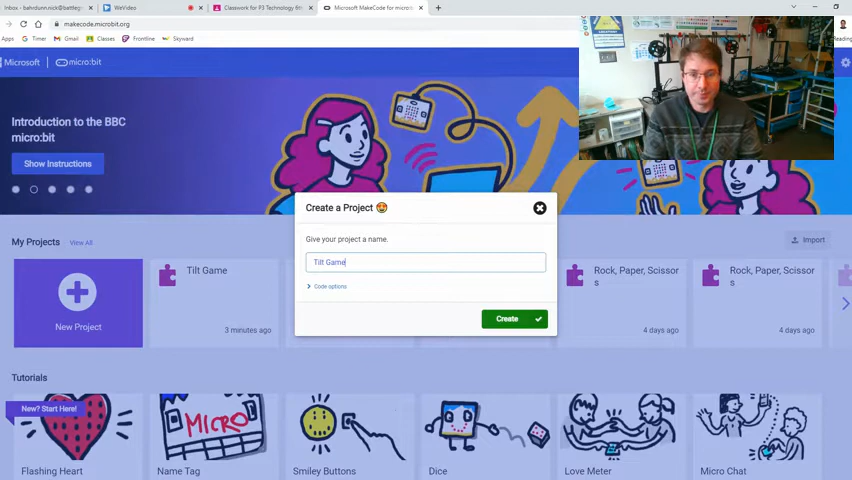 Inbox - bahrdunn.nick@battlegr
WeVideo
Classwork for P3 Technology 6th
Microsoft MakeCode for micro:
makecode.microbit.org
Apps
Timer
Gmail
Classes
Frontline
Skyward
Reading
Microsoft
micro:bit
Introduction to the BBC
micro:bit
Show Instructions
Create a Project
Give your project a name.
Tilt Game
Code options
Create
My Projects
View All
Import
New Project
Tilt Game
3 minutes ago
Rock, Paper, Scissor
s
4 days ago
Rock, Paper, Scissor
s
4 days ago
Tutorials
New? Start Here!
MICRO
Flashing Heart
Name Tag
Smiley Buttons
Dice
Love Meter
Micro Chat